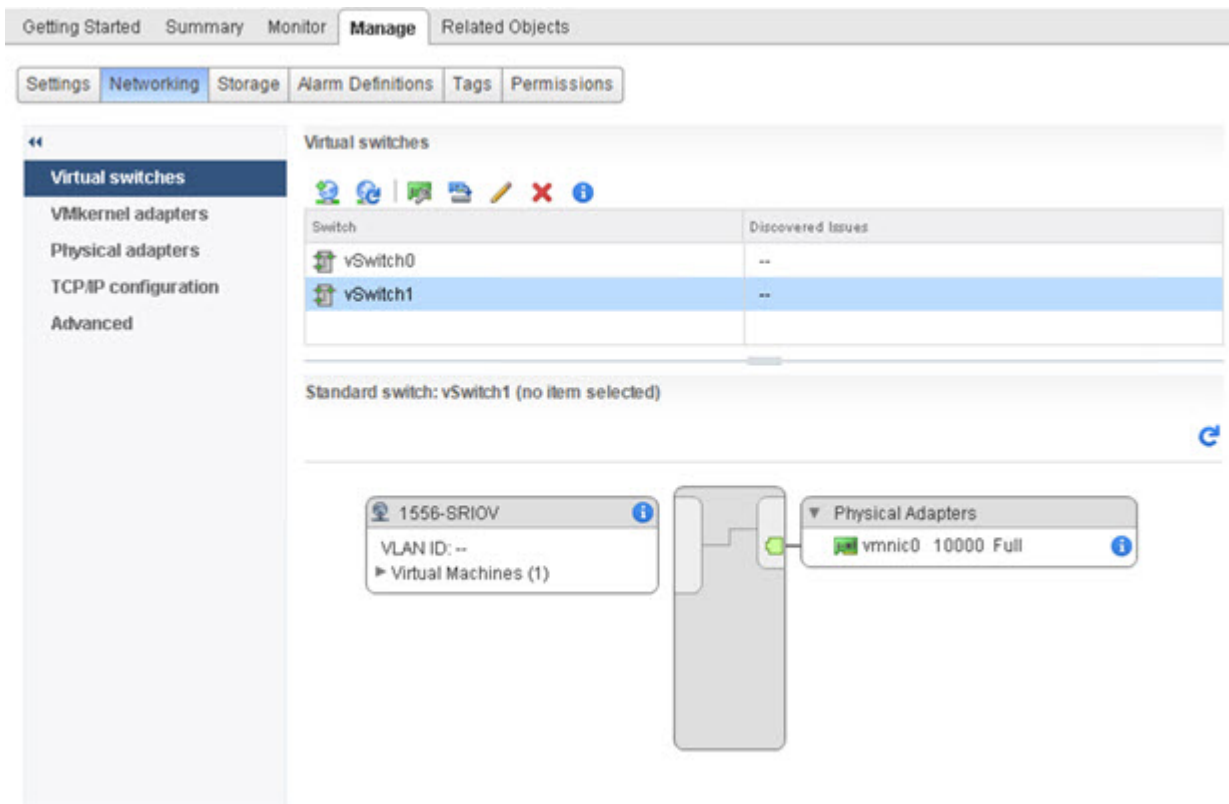 Getting Started Summary Monitor Manage Related Objects
Settings Networking Storage Alarm Definitions Tags Permissions
Virtual switches
VMkernel adapters
Physical adapters
TCP/IP configuration
Advanced
Virtual switches
Switch Discovered Issues
vSwitch0 --
vSwitch1 --
Standard switch: vSwitch1 (no item selected)
1556-SRIOV
VLAN ID: --
Virtual Machines (1)
Physical Adapters
vmnic0 10000 Full